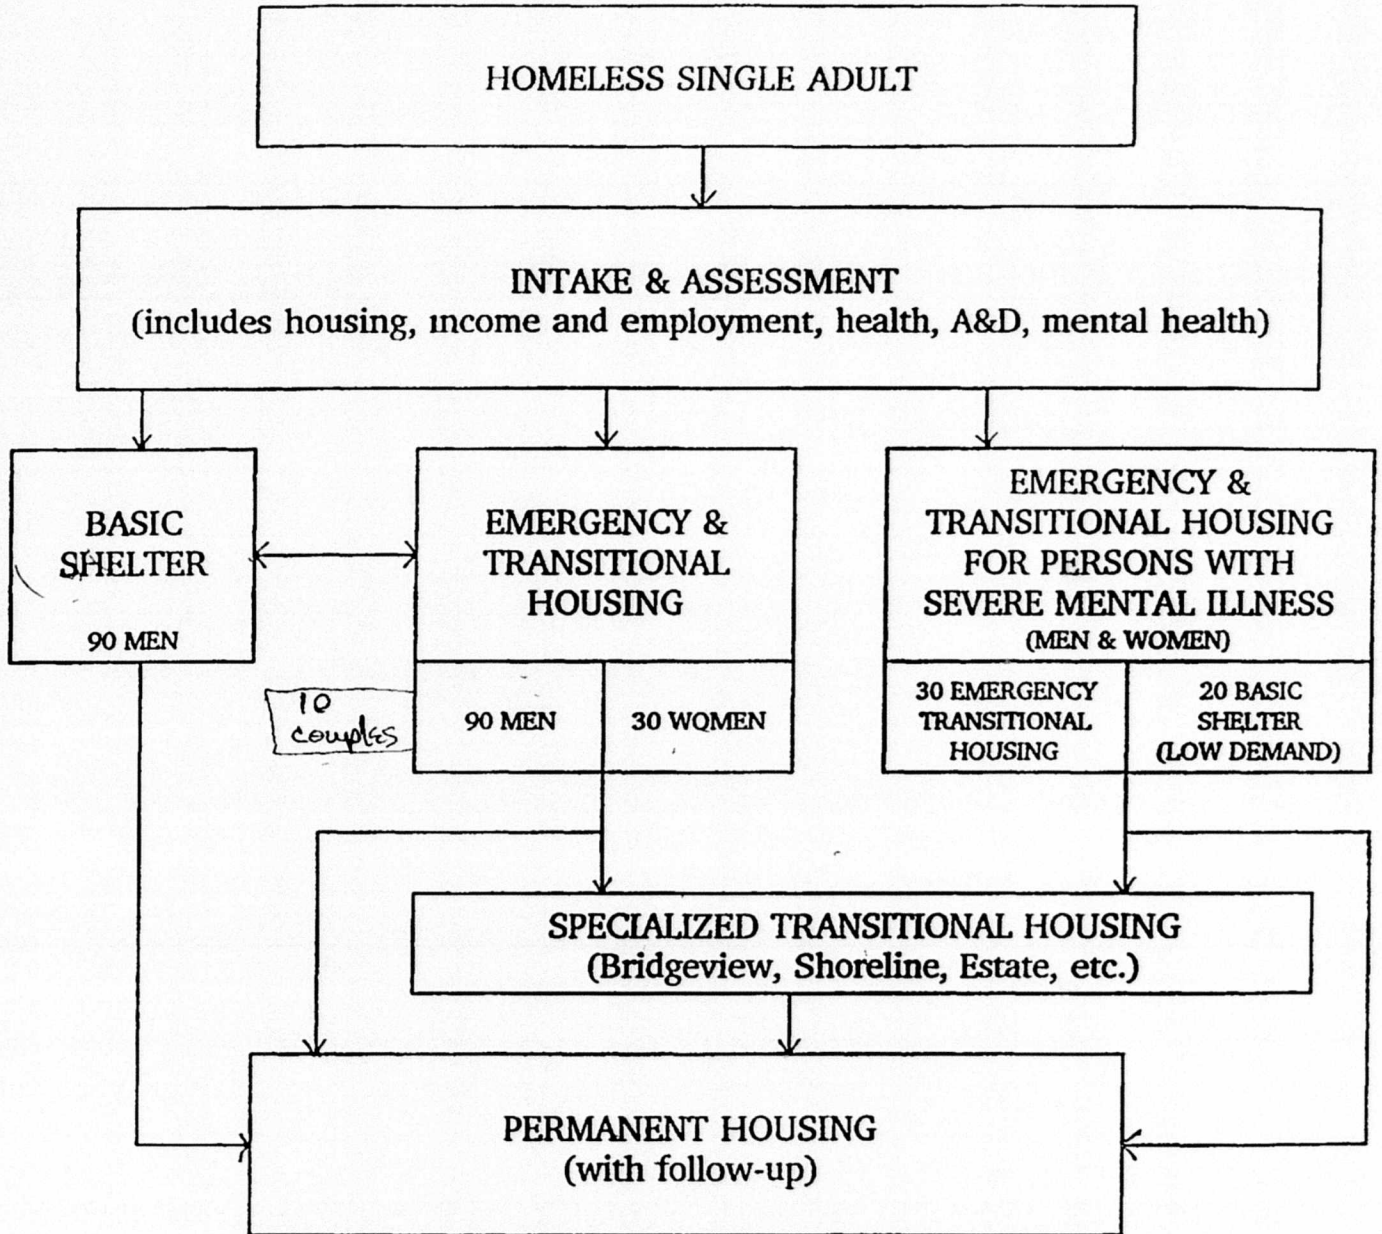 HOMELESS SINGLE ADULT
INTAKE & ASSESSMENT
(includes housing, income and employment, health, A&D, mental health)
BASIC
SHELTER
90 MEN
EMERGENCY &
TRANSITIONAL
HOUSING
10
couples
90 MEN
30 WOMEN
EMERGENCY &
TRANSITIONAL HOUSING
FOR PERSONS WITH
SEVERE MENTAL ILLNESS
(MEN & WOMEN)
30 EMERGENCY
TRANSITIONAL
HOUSING
20 BASIC
SHELTER
(LOW DEMAND)
SPECIALIZED TRANSITIONAL HOUSING
(Bridgeview, Shoreline, Estate, etc.)
PERMANENT HOUSING
(with follow-up)